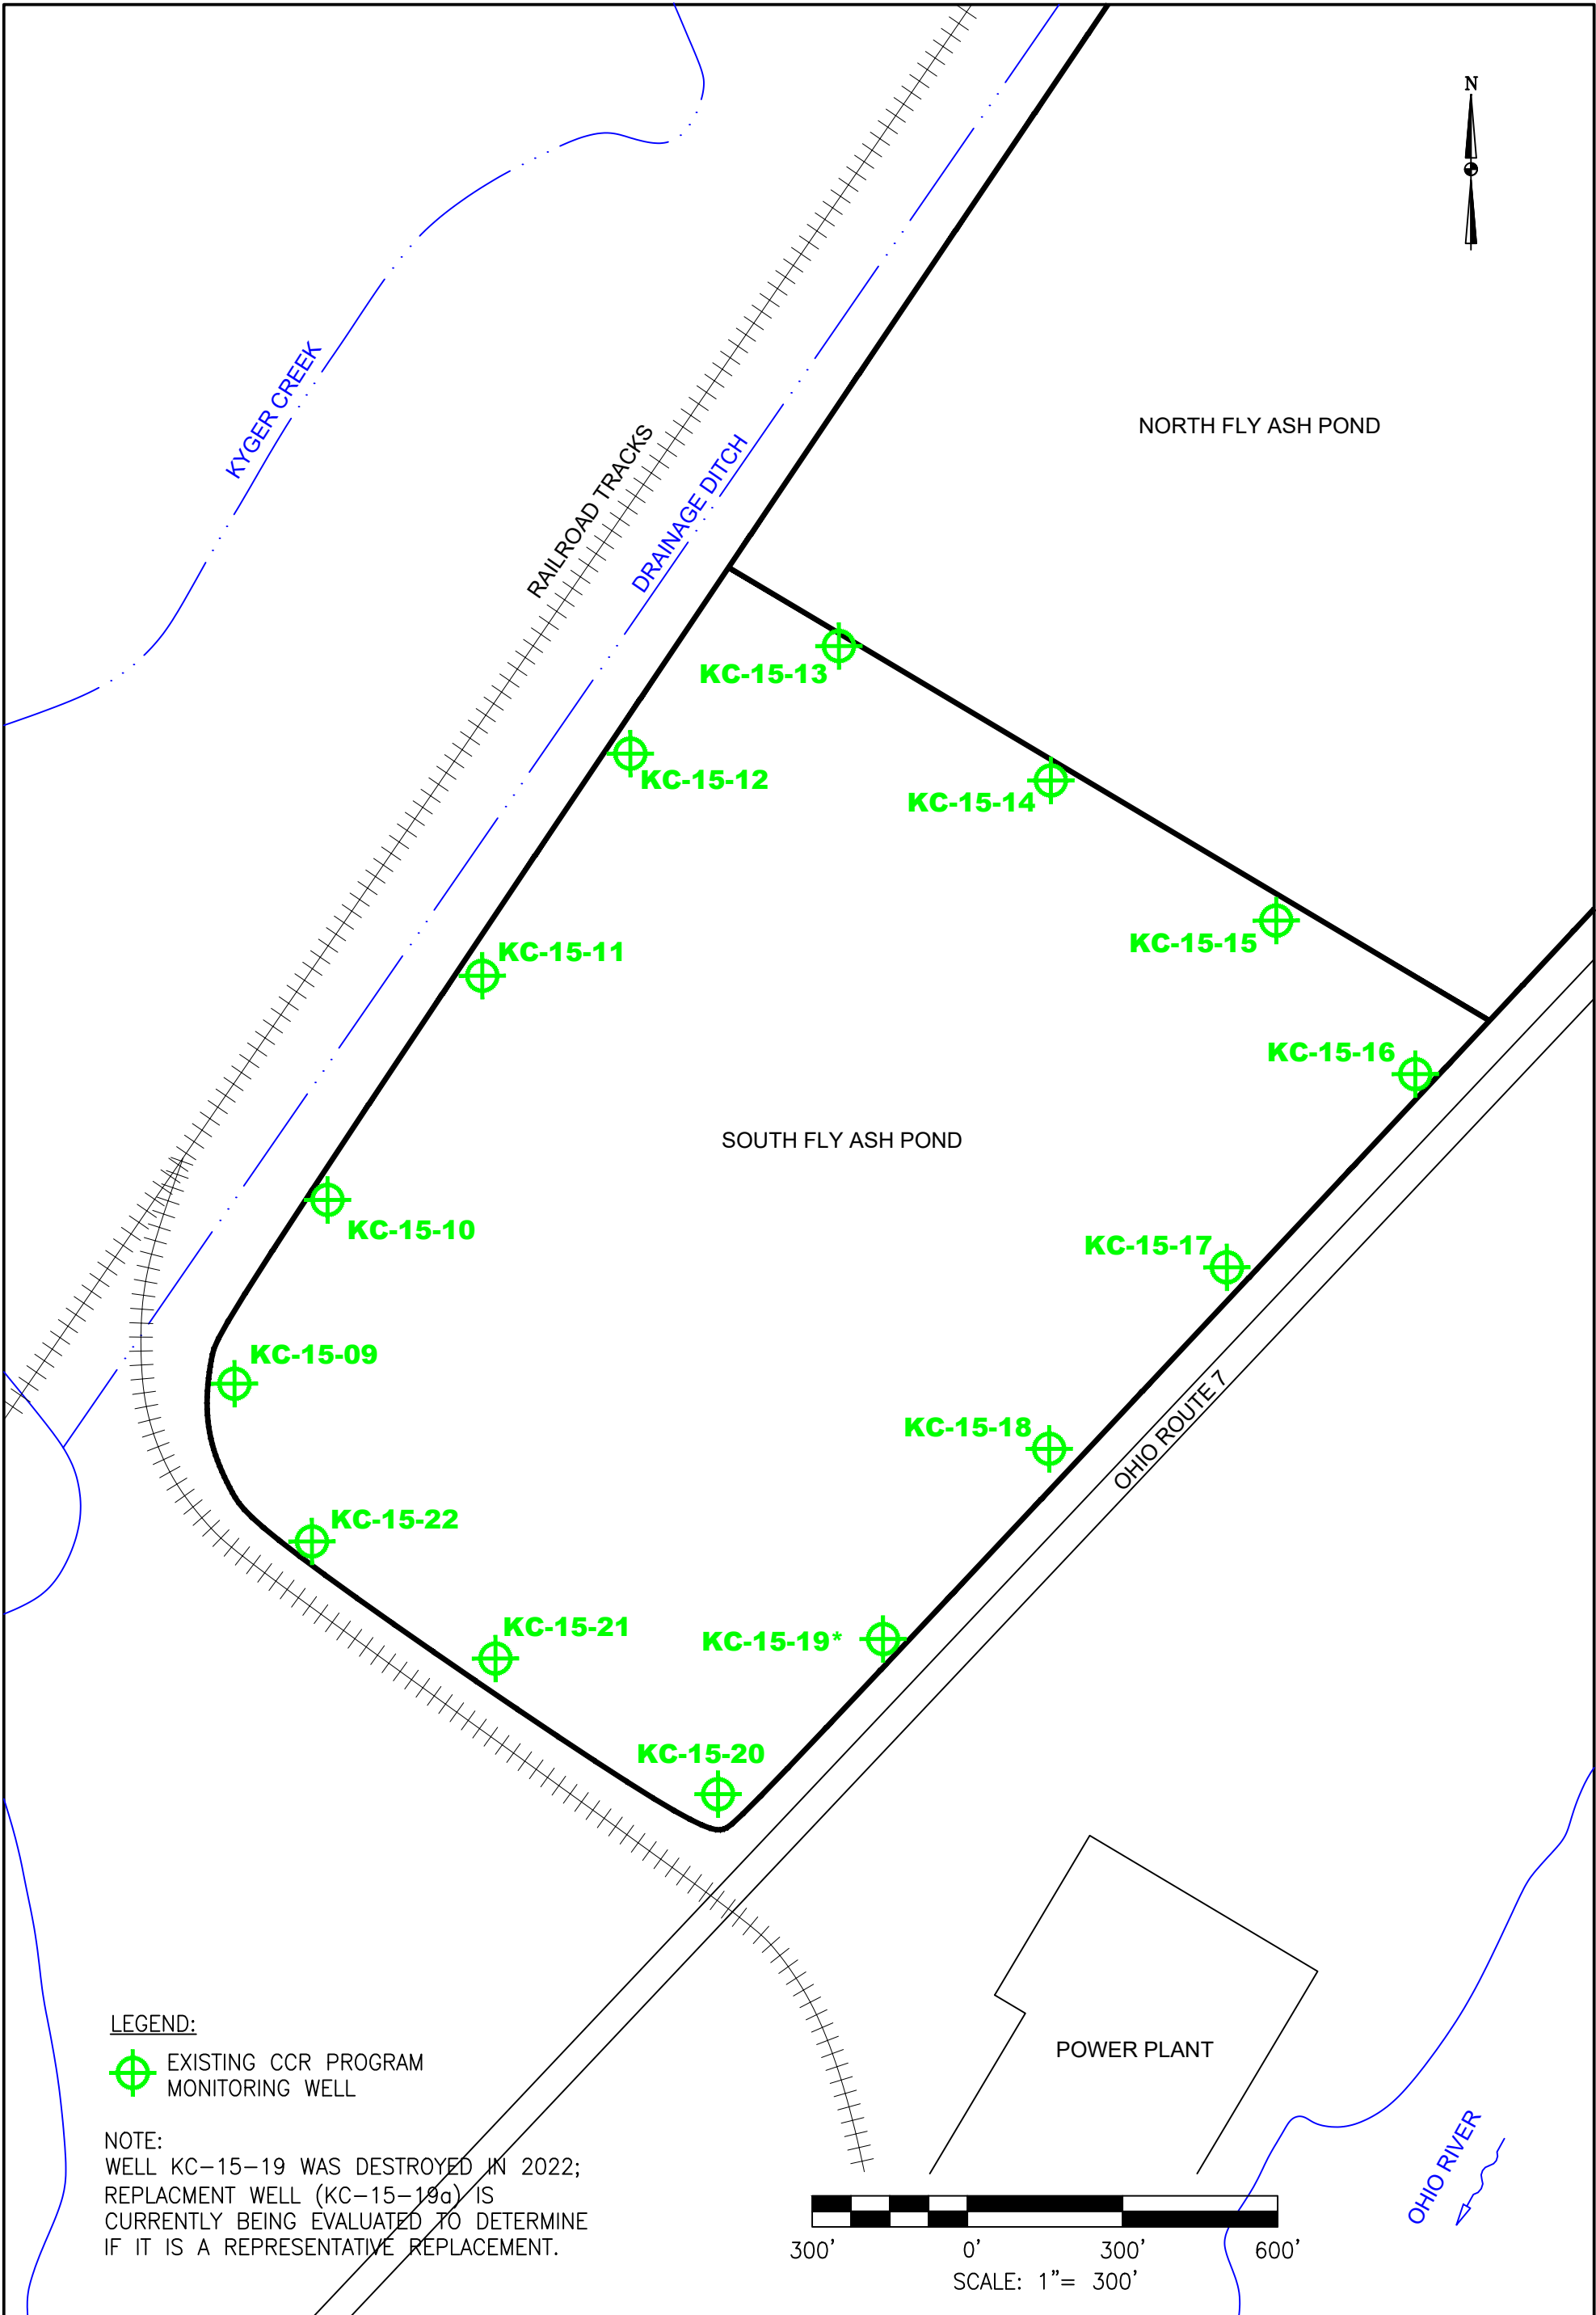 N
KYGER CREEK
RAILROAD TRACKS
DRAINAGE DITCH
NORTH FLY ASH POND
KC-15-13
KC-15-12
KC-15-14
KC-15-11
KC-15-15
KC-15-16
SOUTH FLY ASH POND
KC-15-10
KC-15-17
KC-15-09
KC-15-18
OHIO ROUTE 7
KC-15-22
KC-15-21
KC-15-19*
KC-15-20
POWER PLANT
OHIO RIVER
LEGEND:
EXISTING CCR PROGRAM
MONITORING WELL
NOTE:
WELL KC-15-19 WAS DESTROYED IN 2022;
REPLACMENT WELL (KC-15-19a) IS
CURRENTLY BEING EVALUATED TO DETERMINE
IF IT IS A REPRESENTATIVE REPLACEMENT.
300' 0' 300' 600'
SCALE: 1"= 300'